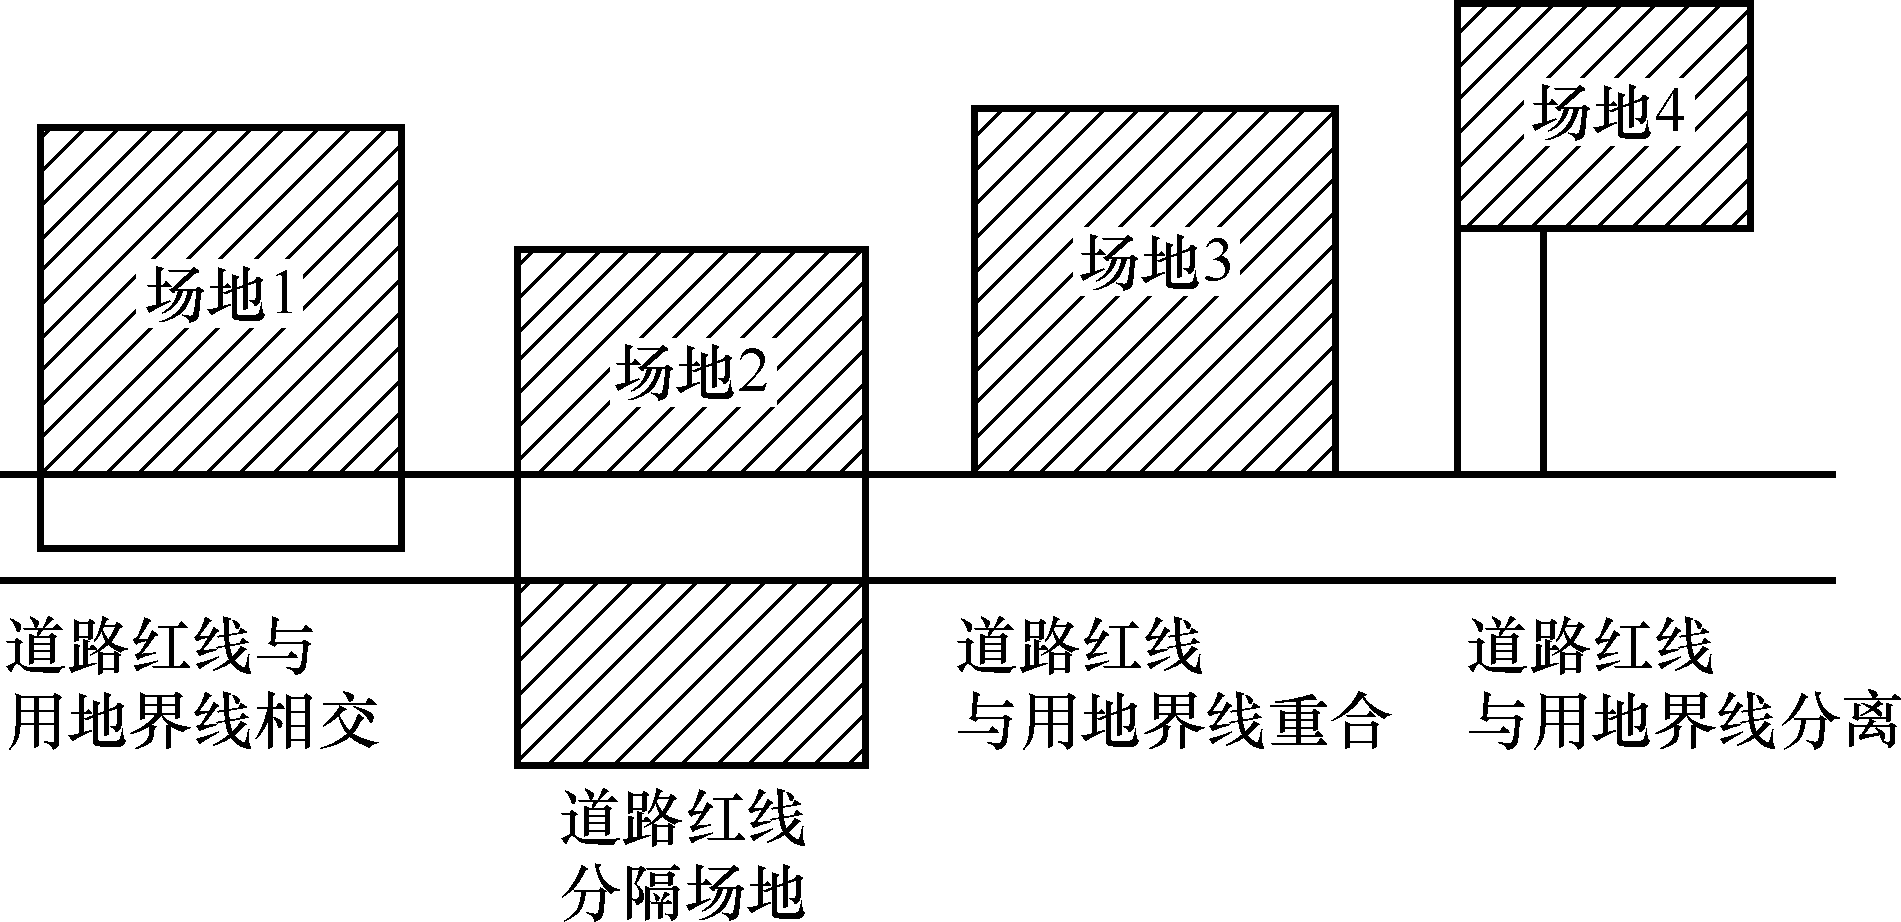 场地1
场地2
场地3
场地4
道路红线与
用地界线相交
道路红线
分隔场地
道路红线
与用地界线重合
道路红线
与用地界线分离